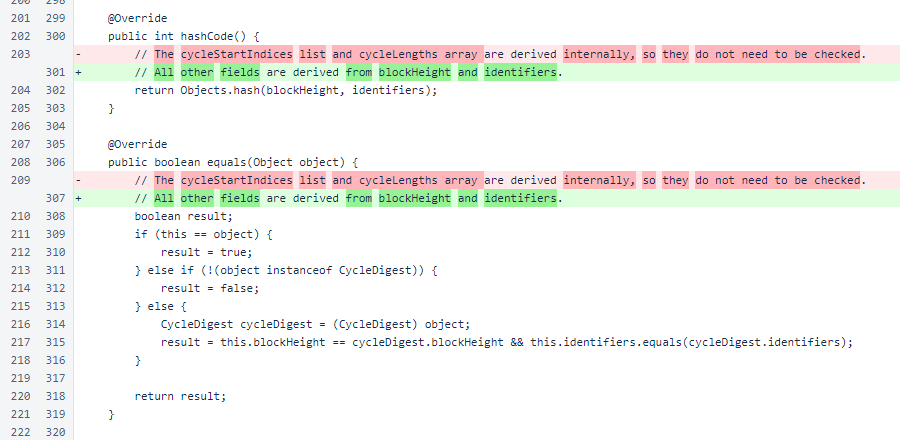 200 298
201 299 @Override
202 300 public int hashCode() {
203 - // The cycleStartIndices list and cycleLengths array are derived internally, so they do not need to be checked.
301 + // All other fields are derived from blockHeight and identifiers.
204 302 return Objects.hash(blockHeight, identifiers);
205 303 }
206 304
207 305 @Override
208 306 public boolean equals(Object object) {
209 - // The cycleStartIndices list and cycleLengths array are derived internally, so they do not need to be checked.
307 + // All other fields are derived from blockHeight and identifiers.
210 308 boolean result;
211 309 if (this == object) {
212 310 result = true;
213 311 } else if (!(object instanceof CycleDigest)) {
214 312 result = false;
215 313 } else {
216 314 CycleDigest cycleDigest = (CycleDigest) object;
217 315 result = this.blockHeight == cycleDigest.blockHeight && this.identifiers.equals(cycleDigest.identifiers);
218 316 }
219 317
220 318 return result;
221 319 }
222 320